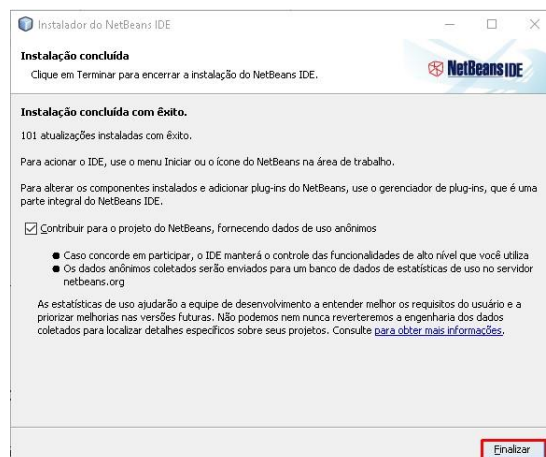 Instalador do NetBeans IDE
Instalação concluída
Clique em Terminar para encerrar a instalação do NetBeans IDE.
NetBeans IDE
Instalação concluída com êxito.
101 atualizações instaladas com êxito.
Para acionar o IDE, use o menu Iniciar ou o ícone do NetBeans na área de trabalho.
Para alterar os componentes instalados e adicionar plug-ins do NetBeans, use o gerenciador de plug-ins, que é uma
parte integral do NetBeans IDE.
Contribuir para o projeto do NetBeans, fornecendo dados de uso anônimos
● Caso concorde em participar, o IDE manterá o controle das funcionalidades de alto nível que você utiliza
● Os dados anônimos coletados serão enviados para um banco de dados de estatísticas de uso no servidor
netbeans.org
As estatísticas de uso ajudarão a equipe de desenvolvimento a entender melhor os requisitos do usuário e a
priorizar melhorias nas versões futuras. Não podemos nem nunca reverteremos a engenharia dos dados
coletados para localizar detalhes específicos sobre seus projetos. Consulte para obter mais informações.
Finalizar